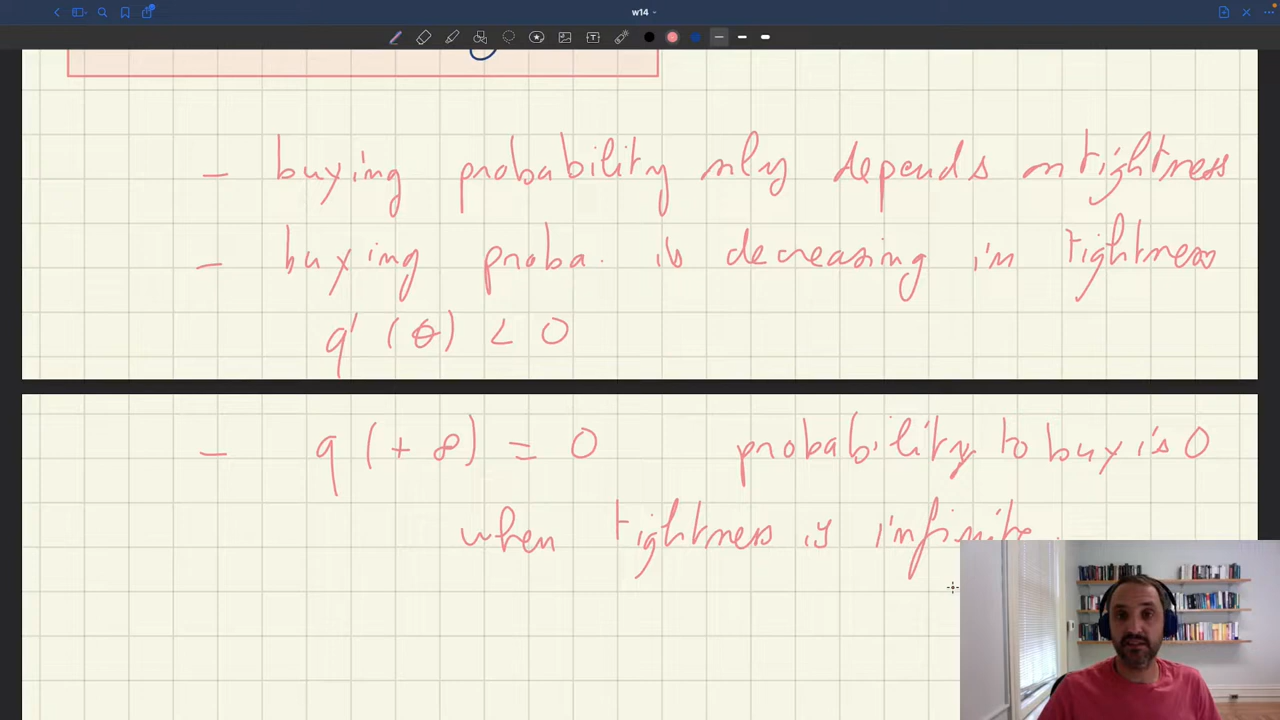 w14
- buying probability only depends on tightness
- buying proba. is decreasing in tightness
q' (θ) < 0
- q (+ ∞) = 0 probability to buy is 0
when tightness is infinite.